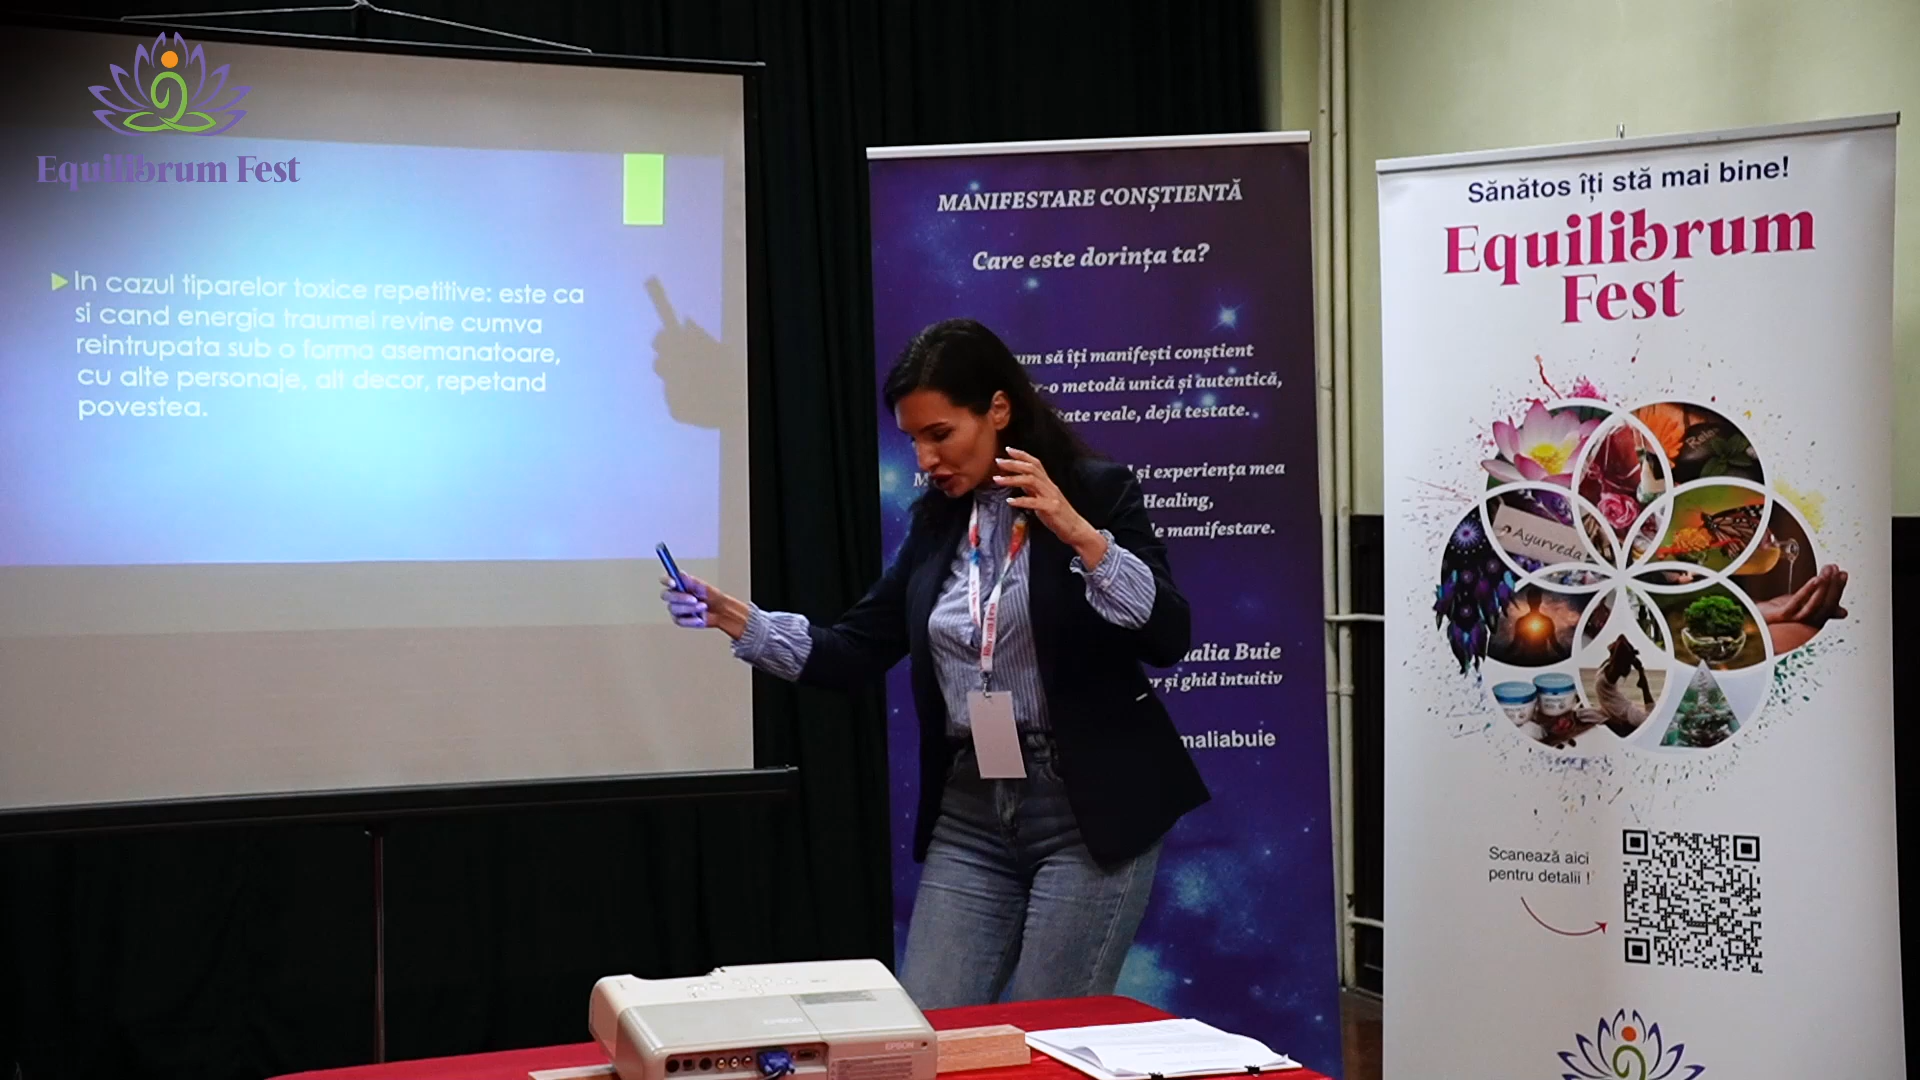 Equilibrum Fest
In cazul tiparelor toxice repetitive: este ca
si cand energia traumei revine cumva
reintrupata sub o forma asemanatoare,
cu alte personaje, alt decor, repetand
povestea.
MANIFESTARE CONȘTIENTĂ
Care este dorința ta?
să îți manifești conștient
o metodă unică și autentică,
reale, deja testate.
și experiența mea
Healing,
manifestare.
Buie
și ghid intuitiv
maliabuie
Sănătos îți stă mai bine!
Equilibrum
Fest
Relax
Ayurveda
Scanează aici
pentru detalii !
EPSON
EPSON